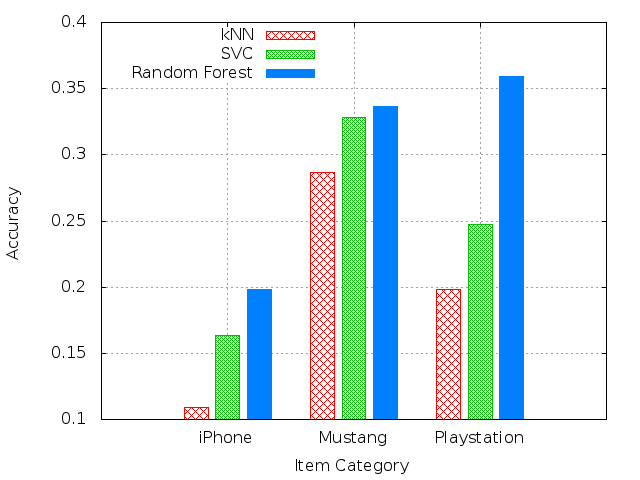 0.4
0.35
0.3
0.25
0.2
0.15
0.1
Accuracy
kNN
SVC
Random Forest
iPhone Mustang Playstation
Item Category